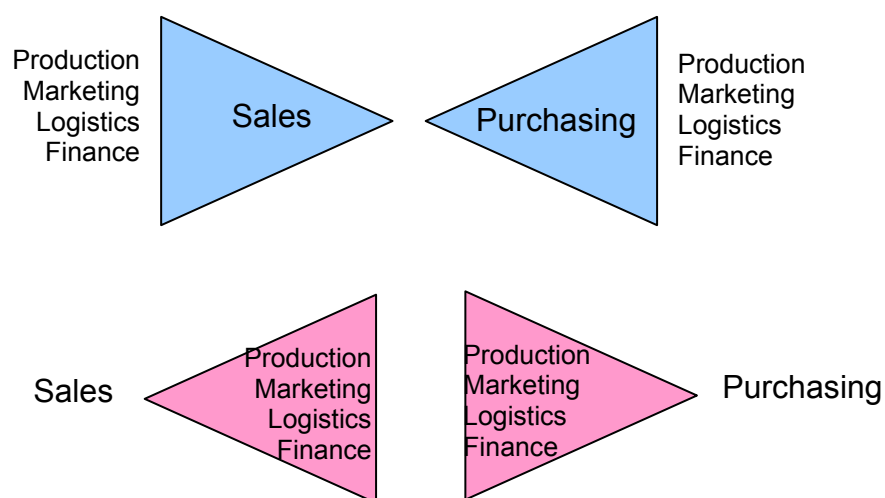 Production
Marketing
Logistics
Finance
Sales
Purchasing
Production
Marketing
Logistics
Finance
Sales
Production
Marketing
Logistics
Finance
Production
Marketing
Logistics
Finance
Purchasing